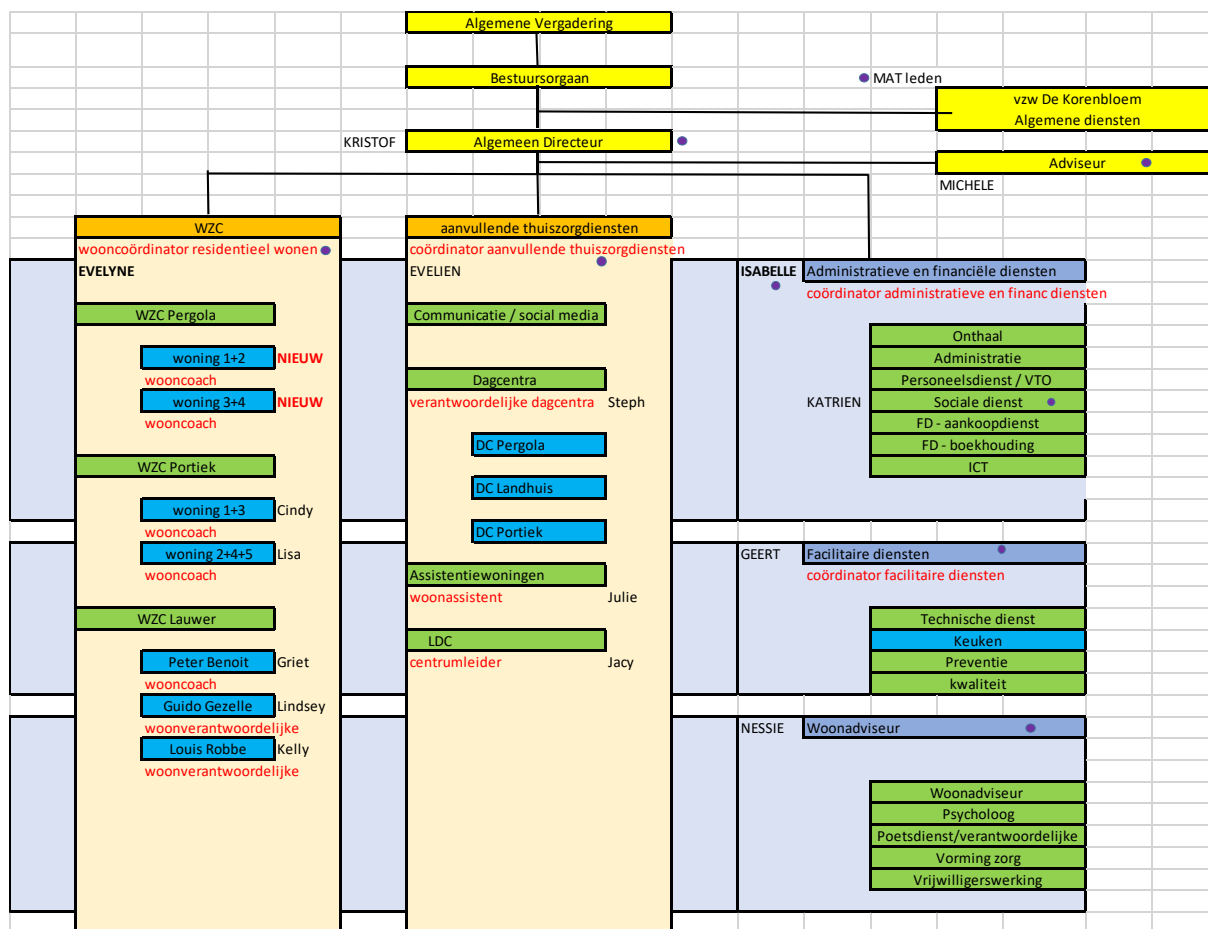 Algemene Vergadering
Bestuursorgaan
MAT leden
vzw De Korenbloem
Algemene diensten
KRISTOF
Algemeen Directeur
Adviseur
MICHELE
WZC
wooncoördinator residentieel wonen
EVELYNE
WZC Pergola
woning 1+2 NIEUW
wooncoach
woning 3+4 NIEUW
wooncoach
WZC Portiek
woning 1+3 Cindy
wooncoach
woning 2+4+5 Lisa
wooncoach
WZC Lauwer
Peter Benoit Griet
wooncoach
Guido Gezelle Lindsey
woonverantwoordelijke
Louis Robbe Kelly
woonverantwoordelijke
aanvullende thuiszorgdiensten
coördinator aanvullende thuiszorgdiensten
EVELIEN
Communicatie / social media
Dagcentra
verantwoordelijke dagcentra Steph
DC Pergola
DC Landhuis
DC Portiek
Assistentiewoningen
woonassistent Julie
LDC
centrumleider Jacy
ISABELLE Administratieve en financiële diensten
coördinator administratieve en financ diensten
Onthaal
Administratie
Personeelsdienst / VTO
KATRIEN Sociale dienst
FD - aankoopdienst
FD - boekhouding
ICT
GEERT Facilitaire diensten
coördinator facilitaire diensten
Technische dienst
Keuken
Preventie
kwaliteit
NESSIE Woonadviseur
Woonadviseur
Psycholoog
Poetsdienst/verantwoordelijke
Vorming zorg
Vrijwilligerswerking